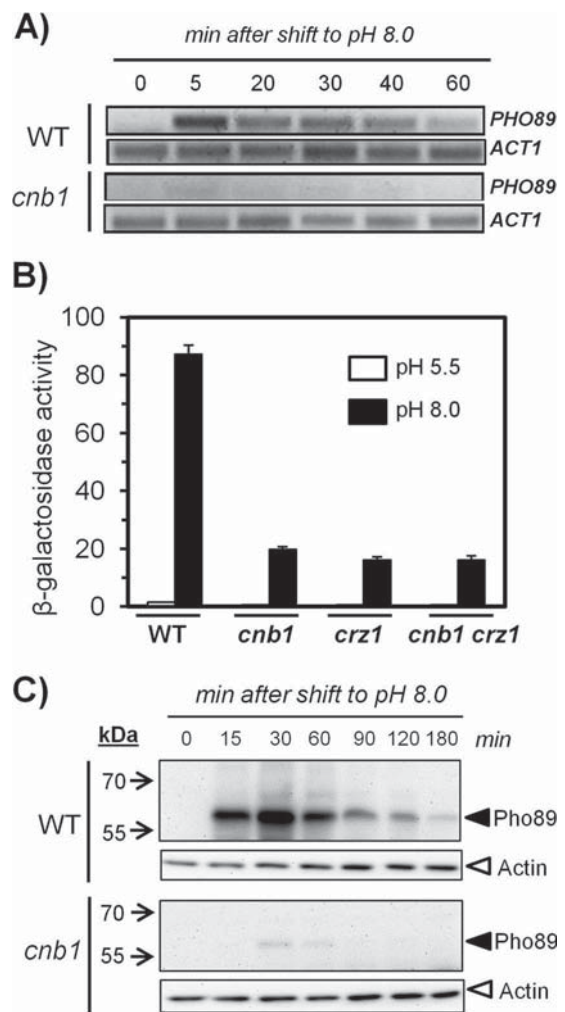 A)
min after shift to pH 8.0
0 5 20 30 40 60
WT
PHO89
ACT1
cnb1
PHO89
ACT1
B)
β-galactosidase activity
100
80
60
40
20
0
pH 5.5
pH 8.0
WT cnb1 crz1 cnb1 crz1
C)
min after shift to pH 8.0
kDa 0 15 30 60 90 120 180 min
WT
70
55
Pho89
Actin
cnb1
70
55
Pho89
Actin